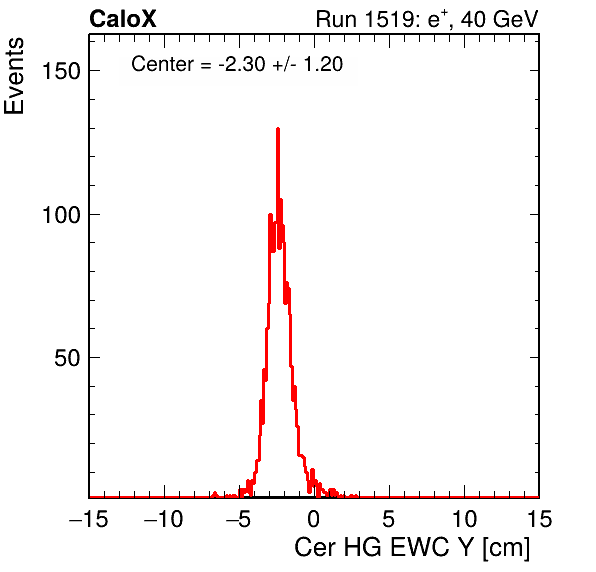 CaloX Run 1519: e⁺, 40 GeV
Events
Center = -2.30 +/- 1.20
150
100
50
−15 −10 −5 0 5 10 15
Cer HG EWC Y [cm]